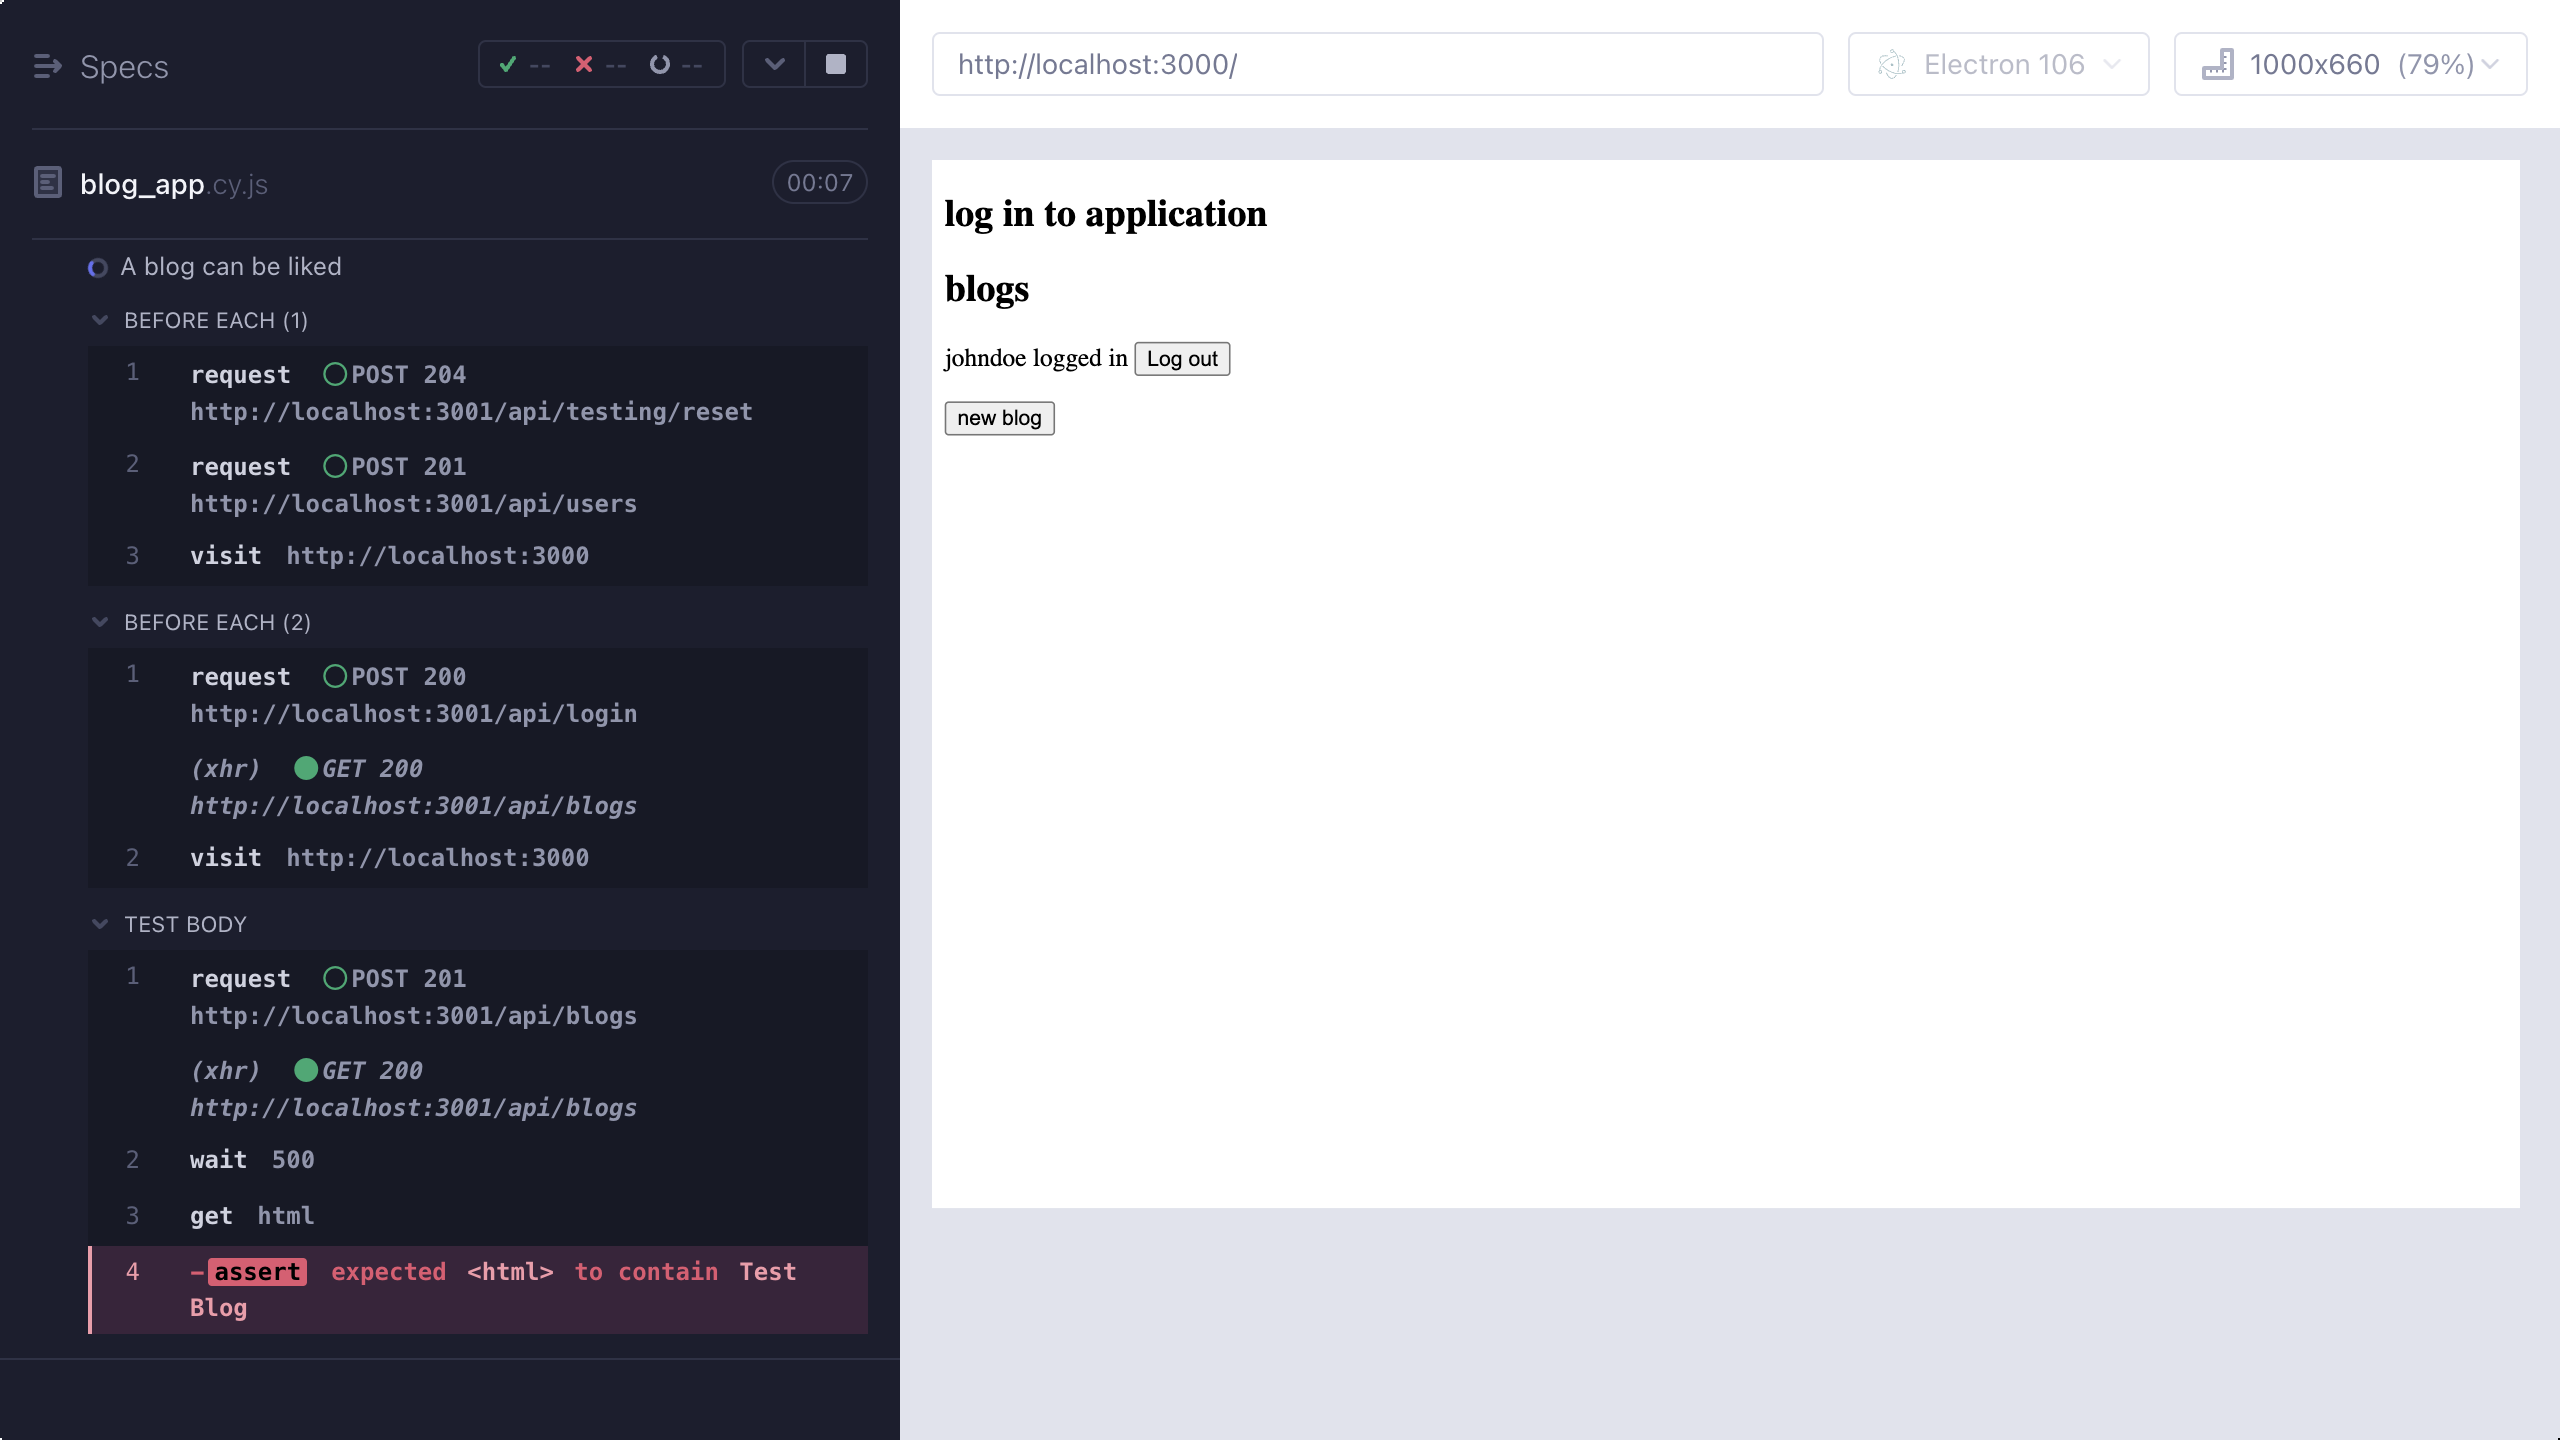 Specs
-- -- --
blog_app.cy.js
00:07
A blog can be liked
BEFORE EACH (1)
1 request POST 204
http://localhost:3001/api/testing/reset
2 request POST 201
http://localhost:3001/api/users
3 visit http://localhost:3000
BEFORE EACH (2)
1 request POST 200
http://localhost:3001/api/login
(xhr) GET 200
http://localhost:3001/api/blogs
2 visit http://localhost:3000
TEST BODY
1 request POST 201
http://localhost:3001/api/blogs
(xhr) GET 200
http://localhost:3001/api/blogs
2 wait 500
3 get html
4 -assert expected <html> to contain Test
Blog
http://localhost:3000/
Electron 106
1000x660 (79%)
log in to application
blogs
johndoe logged in Log out
new blog